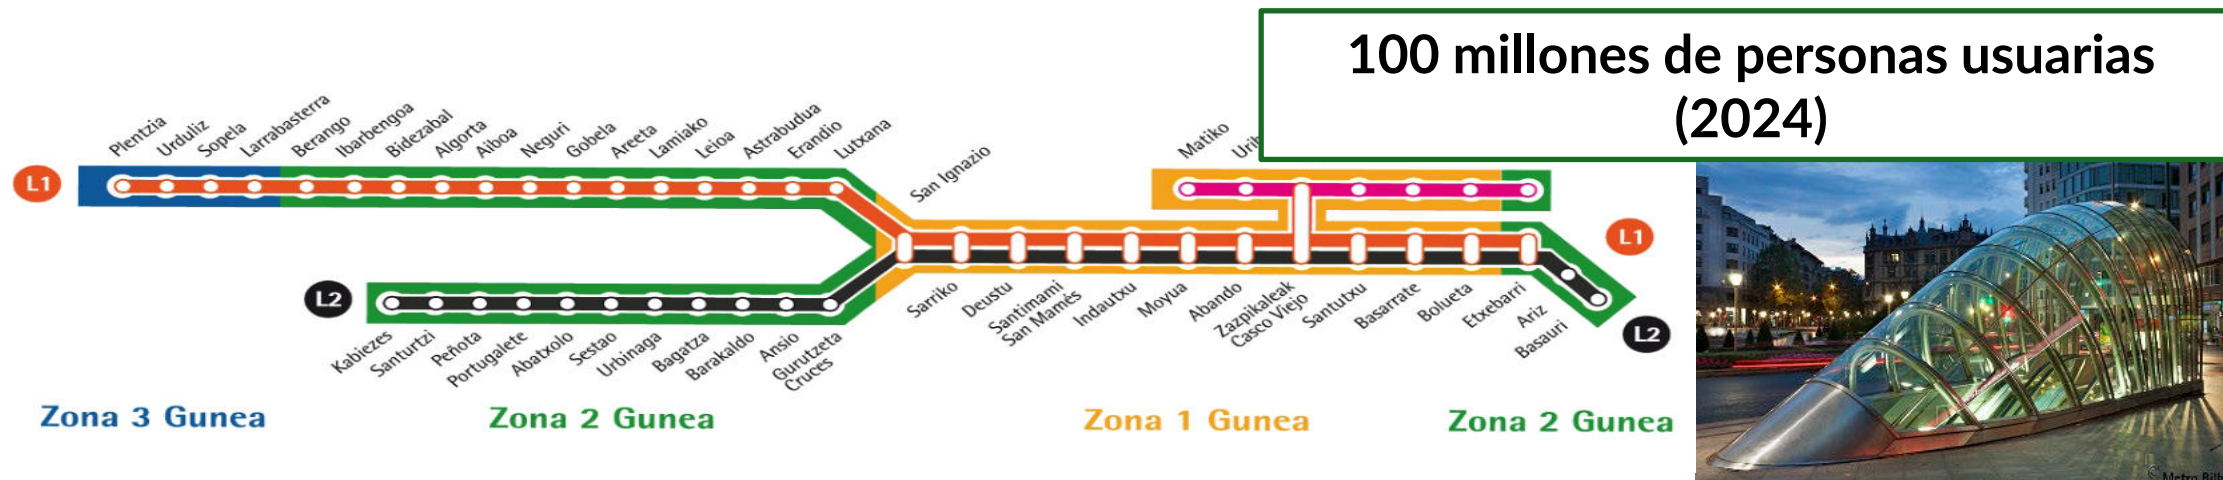 100 millones de personas usuarias
(2024)
Plentzia
Urduliz
Sopela
Larrabasterra
Berango
Ibarbengoa
Bidezabal
Algorta
Aiboa
Neguri
Gobela
Areeta
Lamiako
Leioa
Astrabudua
Erandio
Lutxana
San Ignazio
Matiko
L1
L1
L2
Sarriko
Deustu
Santimami
San Mamés
Indautxu
Moyua
Abando
Zazpikaleak
Casco Viejo
Santutxu
Basarrate
Bolueta
Etxebarri
Ariz
Basauri
L2
Kabiezes
Santurtzi
Peñota
Portugalete
Abatxolo
Sestao
Urbinaga
Bagatza
Barakaldo
Ansio
Gurutzeta
Cruces
Zona 3 Gunea
Zona 2 Gunea
Zona 1 Gunea
Zona 2 Gunea
© Metro